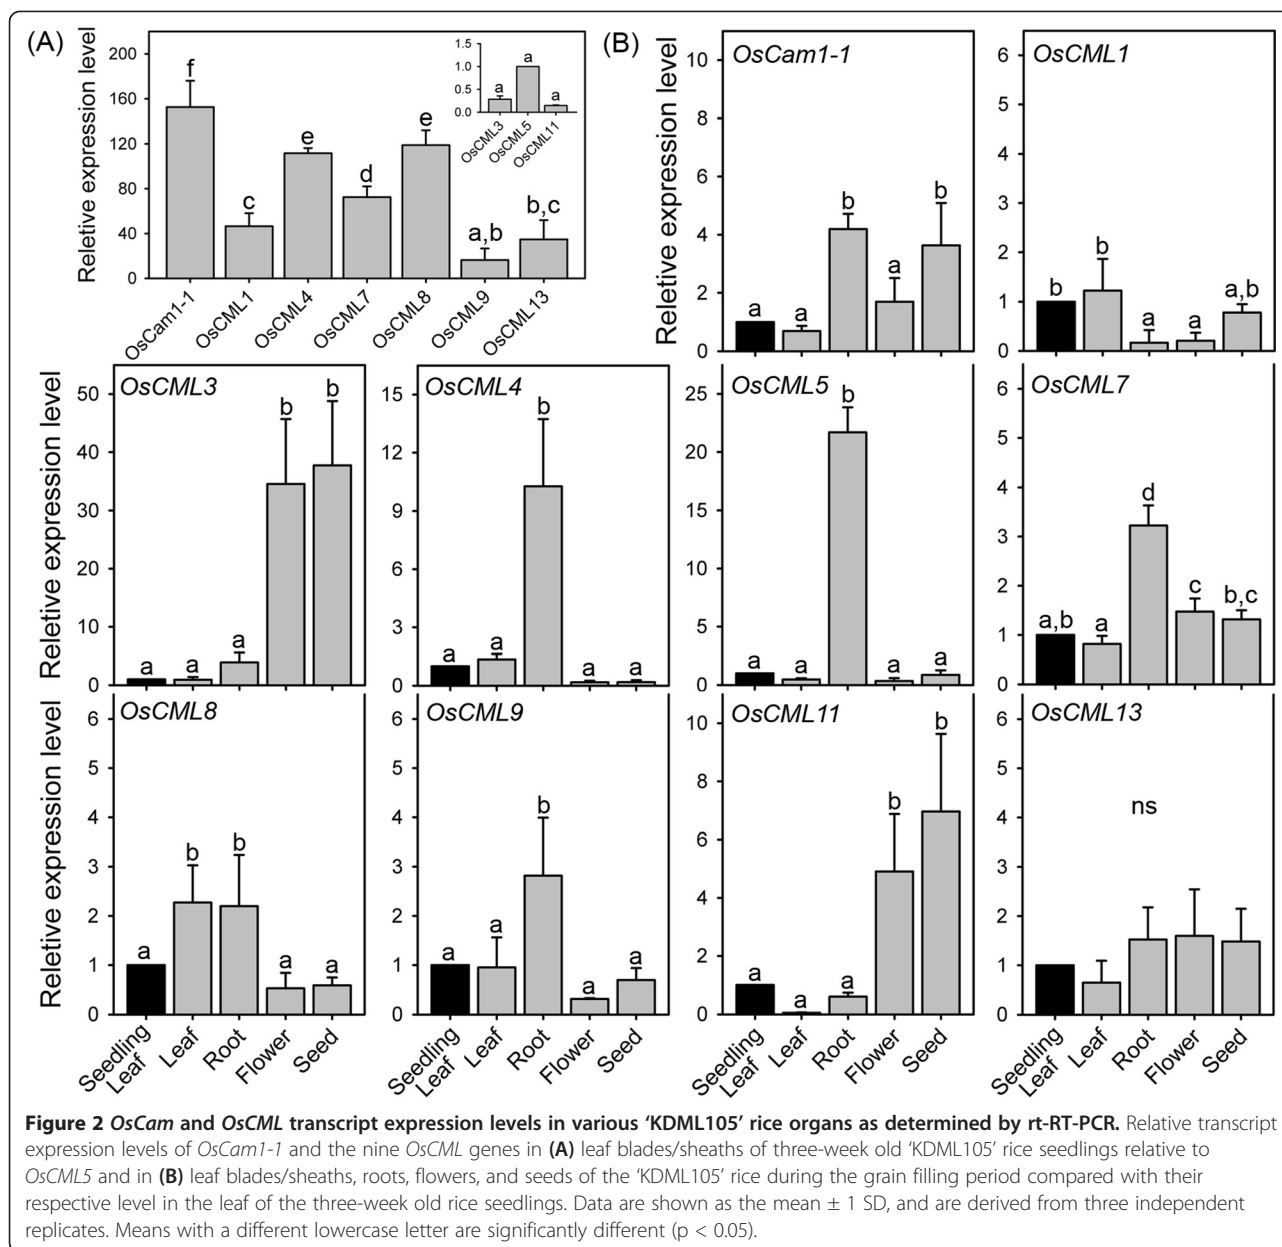 (A)
Reletive expression level
200
160
120
80
40
0
f
c
e
d
e
a,b
b,c
OsCam1-1
OsCML1
OsCML4
OsCML7
OsCML8
OsCML9
OsCML13
1.5
1.0
0.5
0.0
a
a
a
OsCML3
OsCML5
OsCML11
(B)
Reletive expression level
OsCam1-1
10
8
6
4
2
0
a
a
b
a
b
OsCML1
6
5
4
3
2
1
0
b
b
a
a
a,b
Reletive expression level
OsCML3
50
40
30
20
10
0
a
a
a
b
b
OsCML4
15
12
9
6
3
0
a
a
b
a
a
OsCML5
25
20
15
10
5
0
a
a
b
a
a
OsCML7
6
5
4
3
2
1
0
a,b
a
d
c
b,c
Reletive expression level
OsCML8
6
5
4
3
2
1
0
a
b
b
a
a
OsCML9
6
5
4
3
2
1
0
a
a
b
a
a
OsCML11
10
8
6
4
2
0
a
a
a
b
b
OsCML13
6
5
4
3
2
1
0
ns
Seedling
Leaf
Leaf
Root
Flower
Seed
Seedling
Leaf
Leaf
Root
Flower
Seed
Seedling
Leaf
Leaf
Root
Flower
Seed
Seedling
Leaf
Leaf
Root
Flower
Seed
Figure 2 OsCam and OsCML transcript expression levels in various ‘KDML105’ rice organs as determined by rt-RT-PCR. Relative transcript
expression levels of OsCam1-1 and the nine OsCML genes in (A) leaf blades/sheaths of three-week old ‘KDML105’ rice seedlings relative to
OsCML5 and in (B) leaf blades/sheaths, roots, flowers, and seeds of the ‘KDML105’ rice during the grain filling period compared with their
respective level in the leaf of the three-week old rice seedlings. Data are shown as the mean ± 1 SD, and are derived from three independent
replicates. Means with a different lowercase letter are significantly different (p < 0.05).